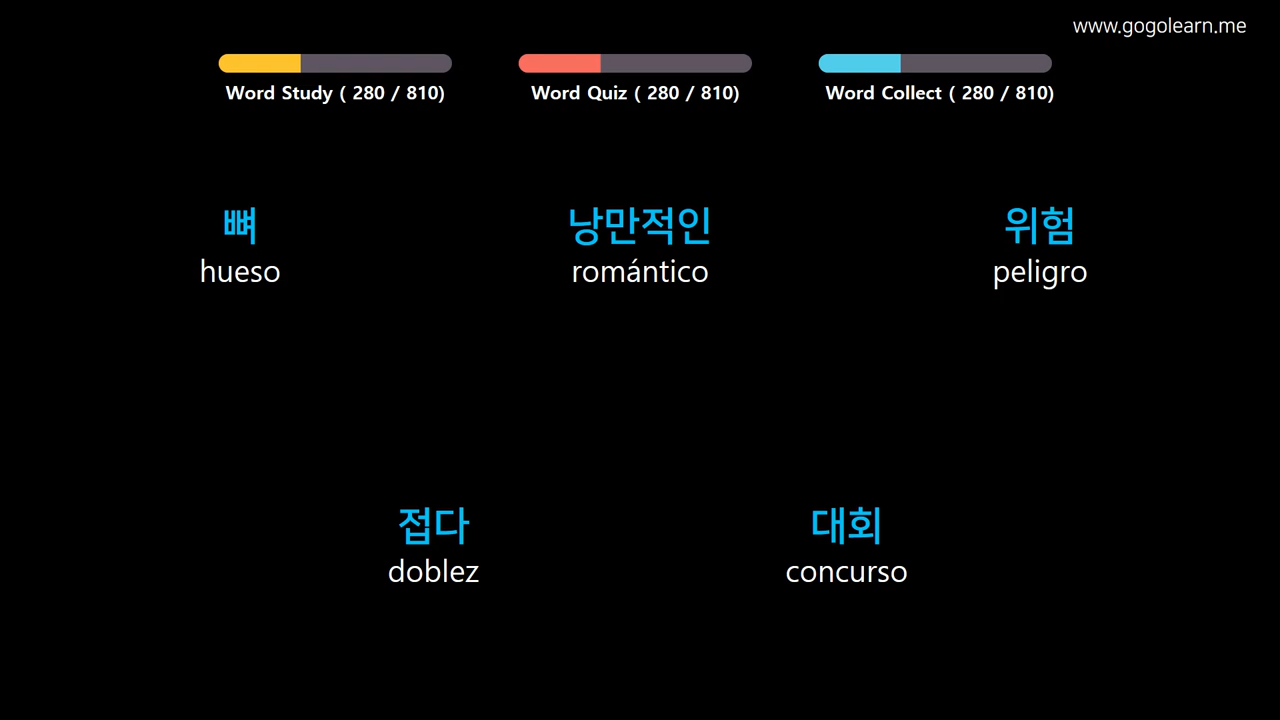 www.gogolearn.me
Word Study ( 280 / 810)
Word Quiz ( 280 / 810)
Word Collect ( 280 / 810)
뼈
hueso
낭만적인
romántico
위험
peligro
접다
doblez
대회
concurso